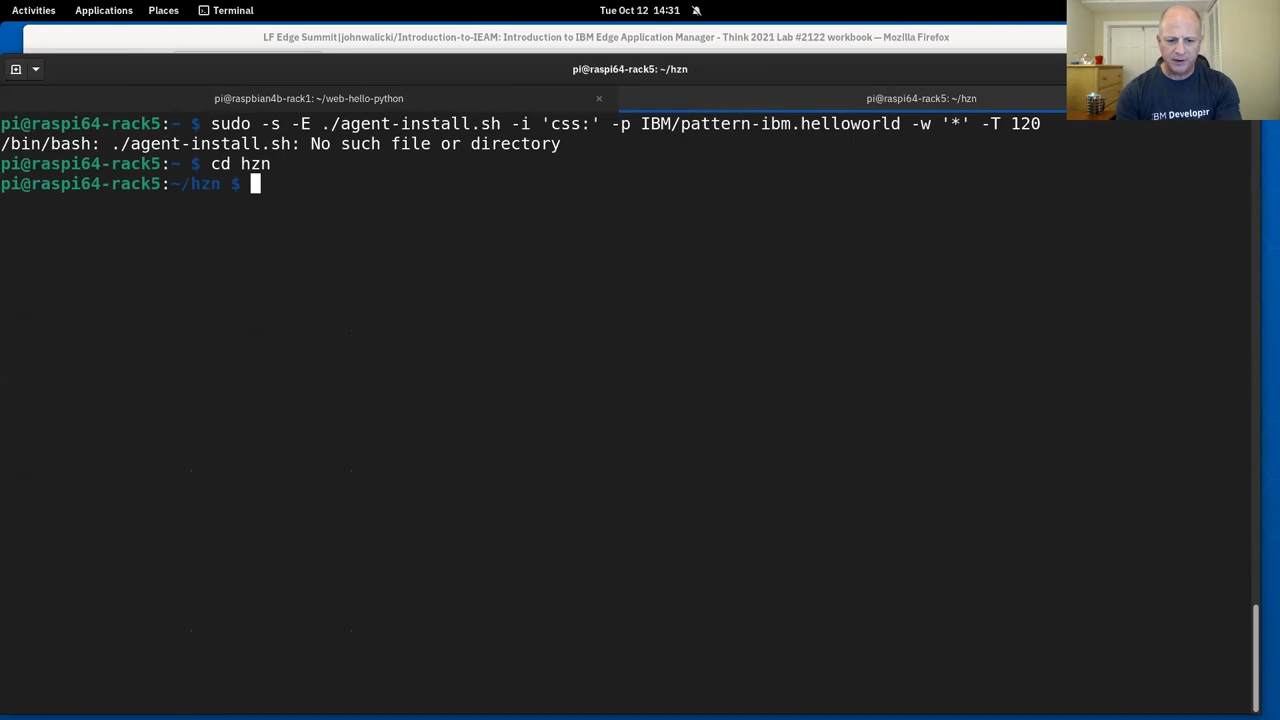 Activities Applications Places Terminal Tue Oct 12 14:31
LF Edge Summit|johnwalicki/Introduction-to-IEAM: Introduction to IBM Edge Application Manager - Think 2021 Lab #2122 workbook — Mozilla Firefox
pi@raspi64-rack5: ~/hzn
pi@raspbian4b-rack1: ~/web-hello-python × pi@raspi64-rack5: ~/hzn
IBM Developer
pi@raspi64-rack5:~ $ sudo -s -E ./agent-install.sh -i 'css:' -p IBM/pattern-ibm.helloworld -w '*' -T 120
/bin/bash: ./agent-install.sh: No such file or directory
pi@raspi64-rack5:~ $ cd hzn
pi@raspi64-rack5:~/hzn $